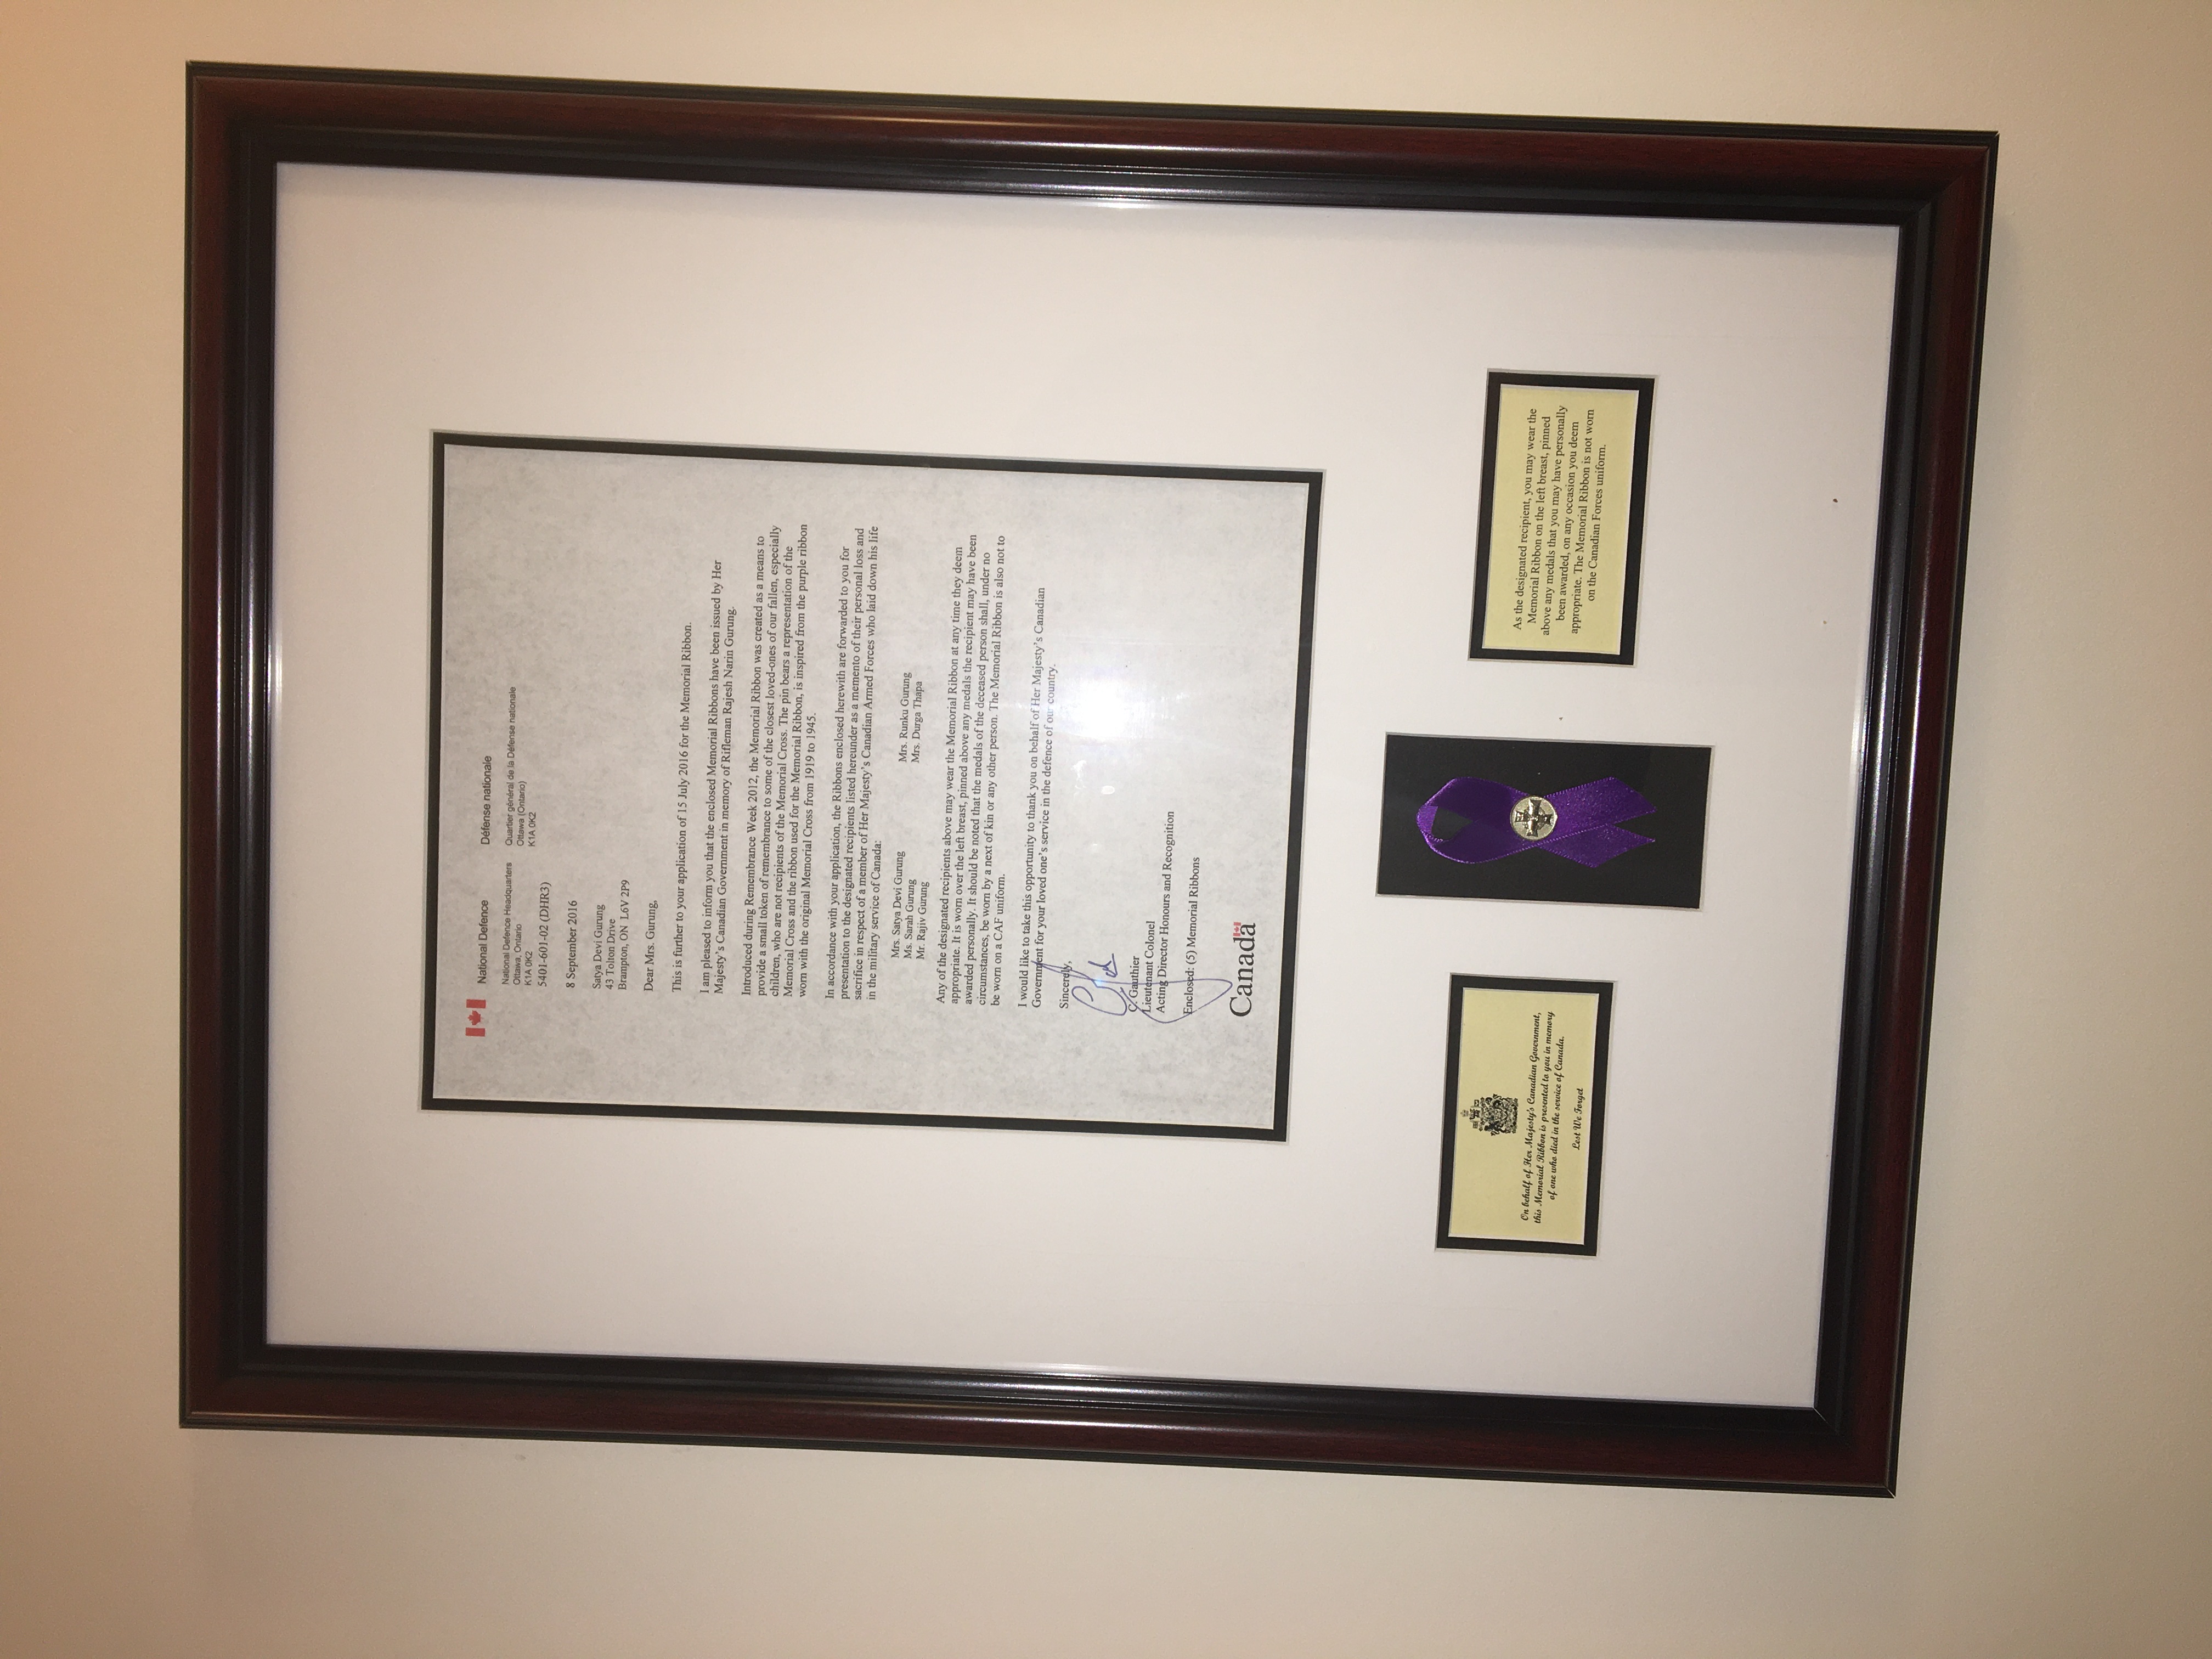 National Defence
Défense nationale
National Defence Headquarters
Ottawa, Ontario
K1A 0K2
Quartier général de la Défense nationale
Ottawa (Ontario)
K1A 0K2
5401-601-02 (DHR3)
8 September 2016
Satya Devi Gurung
43 Tolton Drive
Brampton, ON L6V 2P9
Dear Mrs. Gurung,
This is further to your application of 15 July 2016 for the Memorial Ribbon.
I am pleased to inform you that the enclosed Memorial Ribbons have been issued by Her
Majesty's Canadian Government in memory of Rifleman Rajesh Narin Gurung.
Introduced during Remembrance Week 2012, the Memorial Ribbon was created as a means to
provide a small token of remembrance to some of the closest loved-ones of our fallen, especially
children, who are not recipients of the Memorial Cross. The pin bears a representation of the
Memorial Cross and the ribbon used for the Memorial Ribbon, is inspired from the purple ribbon
worn with the original Memorial Cross from 1919 to 1945.
In accordance with your application, the Ribbons enclosed herewith are forwarded to you for
presentation to the designated recipients listed hereunder as a memento of their personal loss and
sacrifice in respect of a member of Her Majesty's Canadian Armed Forces who laid down his life
in the military service of Canada:
Mrs. Satya Devi Gurung
Ms. Sarah Gurung
Mr. Rajiv Gurung
Mrs. Runku Gurung
Mrs. Durga Thapa
Any of the designated recipients above may wear the Memorial Ribbon at any time they deem
appropriate. It is worn over the left breast, pinned above any medals the recipient may have been
awarded personally. It should be noted that the medals of the deceased person shall, under no
circumstances, be worn by a next of kin or any other person. The Memorial Ribbon is also not to
be worn on a CAF uniform.
I would like to take this opportunity to thank you on behalf of Her Majesty's Canadian
Government for your loved one's service in the defence of our country.
Sincerely,
C. Gauthier
Lieutenant Colonel
Acting Director Honours and Recognition
Enclosed: (5) Memorial Ribbons
Canada
On behalf of Her Majesty's Canadian Government,
this Memorial Ribbon is presented to you in memory
of one who died in the service of Canada.
Lest We Forget
As the designated recipient, you may wear the
Memorial Ribbon on the left breast, pinned
above any medals that you may have personally
been awarded, on any occasion you deem
appropriate. The Memorial Ribbon is not worn
on the Canadian Forces uniform.